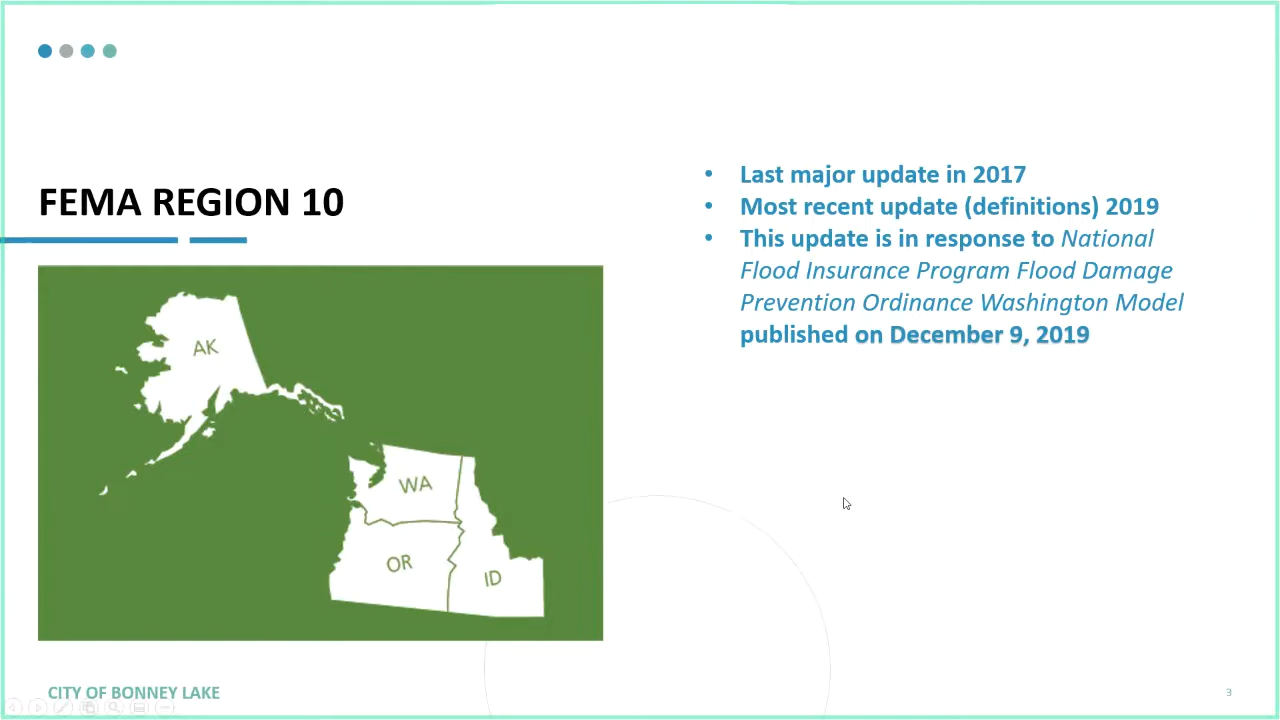 FEMA REGION 10
• Last major update in 2017
• Most recent update (definitions) 2019
• This update is in response to National
Flood Insurance Program Flood Damage
Prevention Ordinance Washington Model
published on December 9, 2019
AK
WA
OR
ID
CITY OF BONNEY LAKE
3